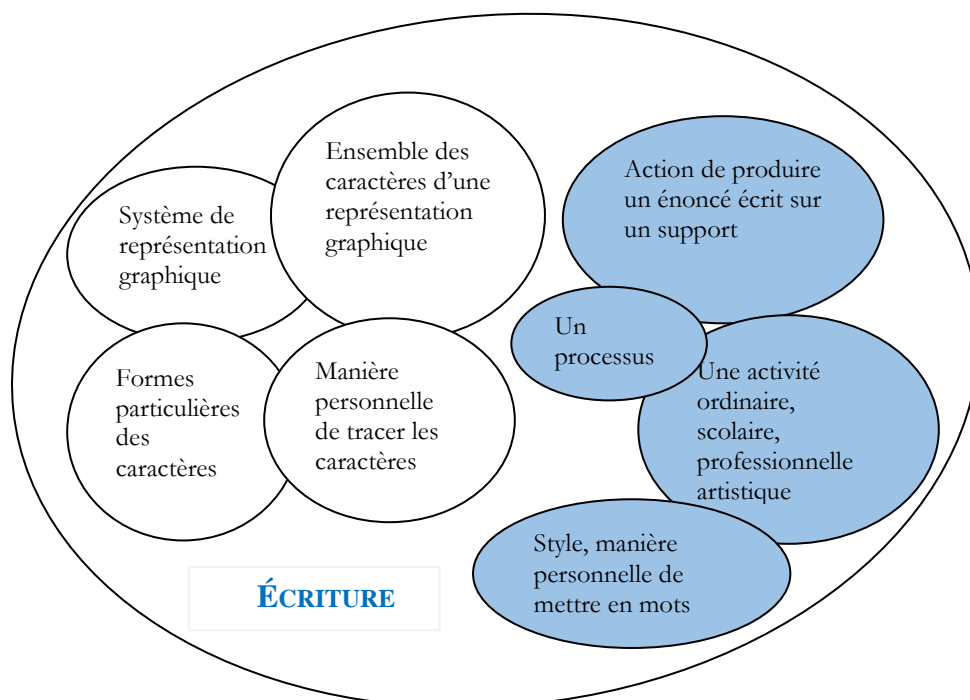 Ensemble des
caractères d'une
représentation
graphique
Action de produire
un énoncé écrit sur
un support
Système de
représentation
graphique
Un
processus
Formes
particulières
des
caractères
Manière
personnelle
de tracer les
caractères
Une activité
ordinaire,
scolaire,
professionnelle
artistique
Style, manière
personnelle de
mettre en mots
ÉCRITURE